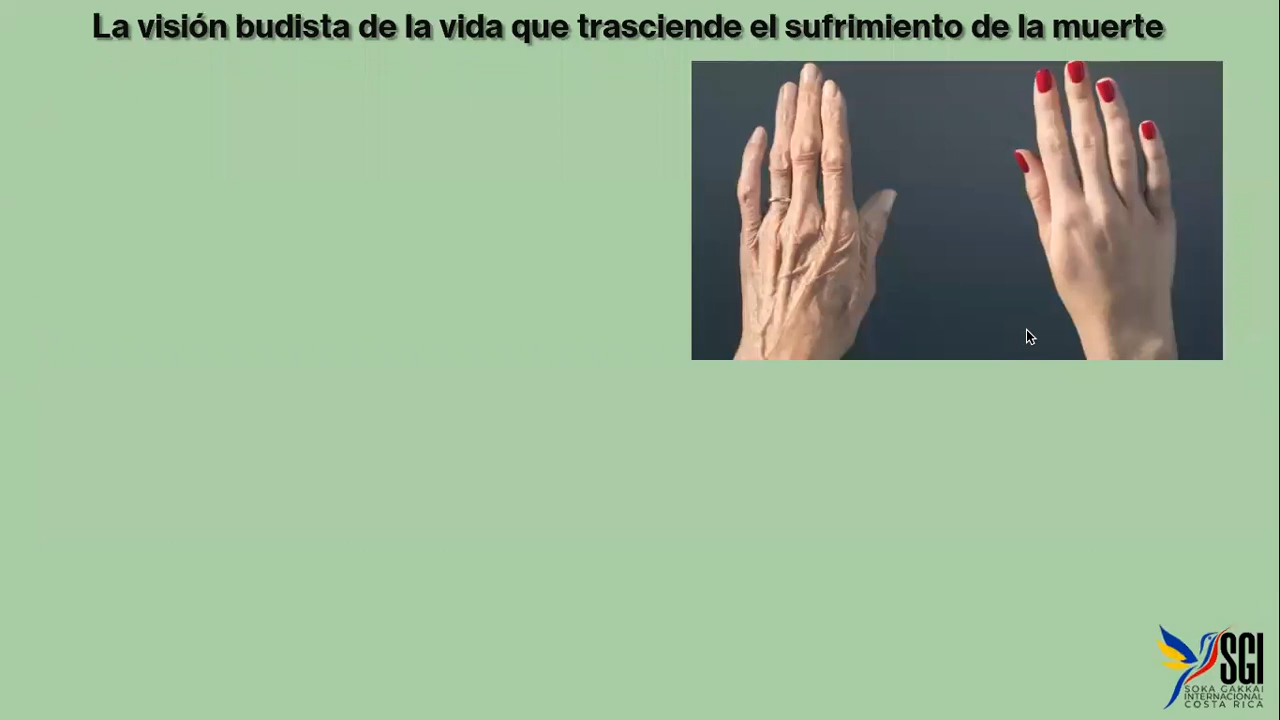 La visión budista de la vida que trasciende el sufrimiento de la muerte
SGI
SOKA GAKKAI
INTERNACIONAL
COSTA RICA